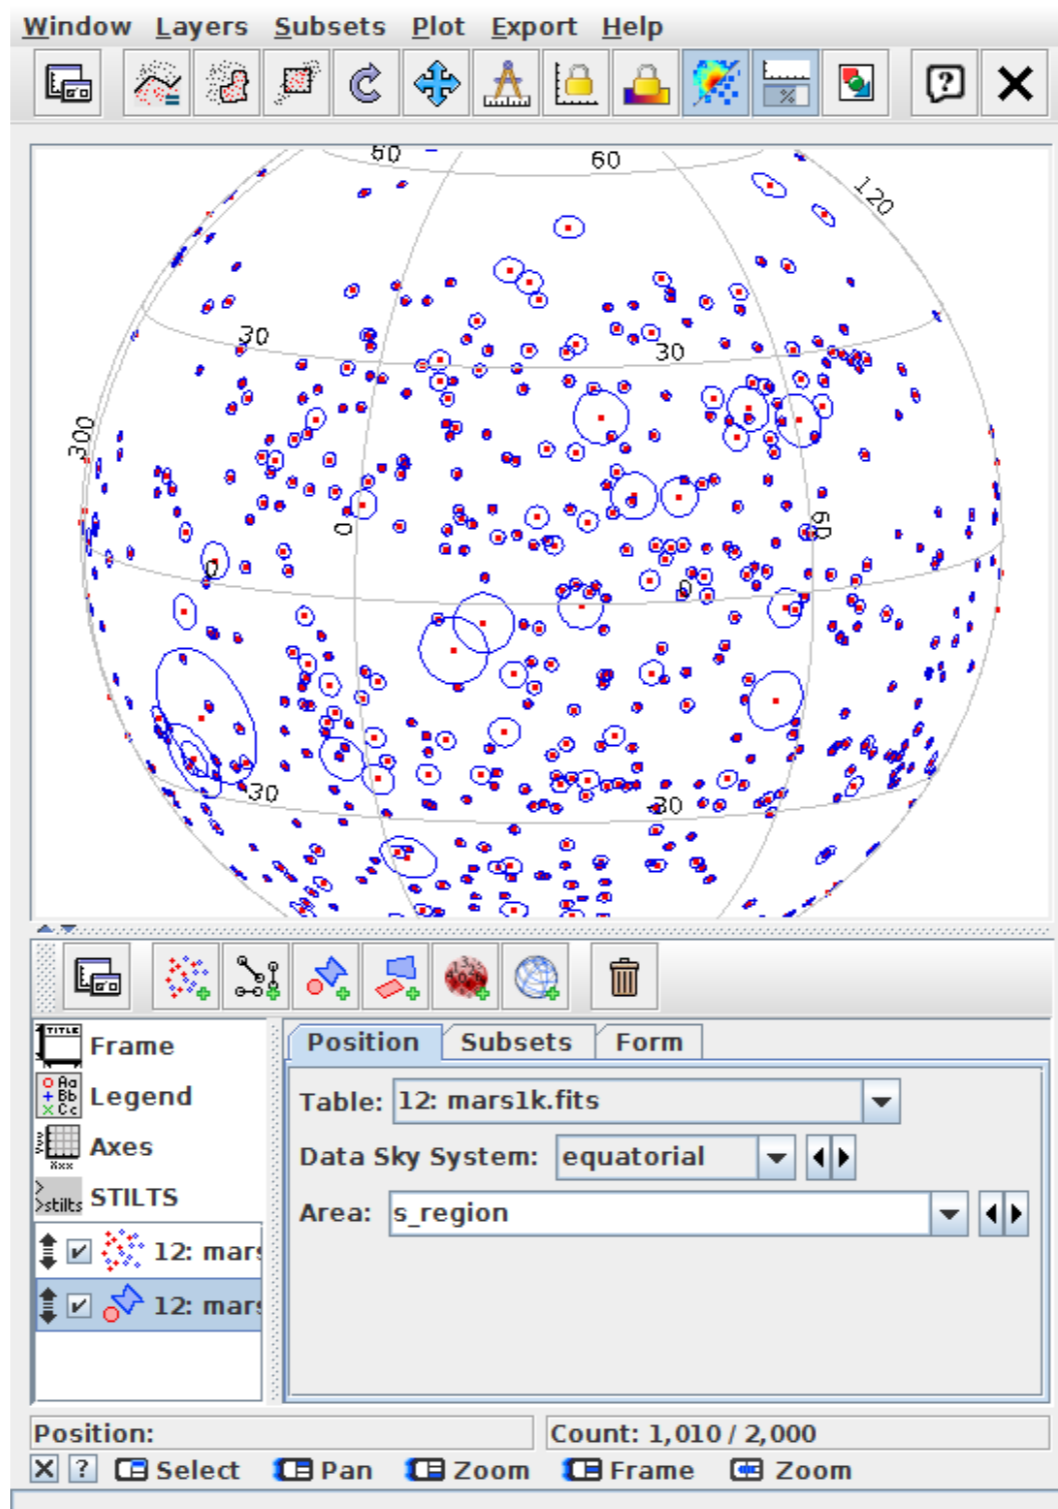 Window Layers Subsets Plot Export Help
60 60
120
30 30
300
0 60
0 0
-30 -30
Frame
Legend
Axes
STILTS
12: mars
12: mars
Position Subsets Form
Table: 12: mars1k.fits
Data Sky System: equatorial
Area: s_region
Position: Count: 1,010 / 2,000
Select Pan Zoom Frame Zoom